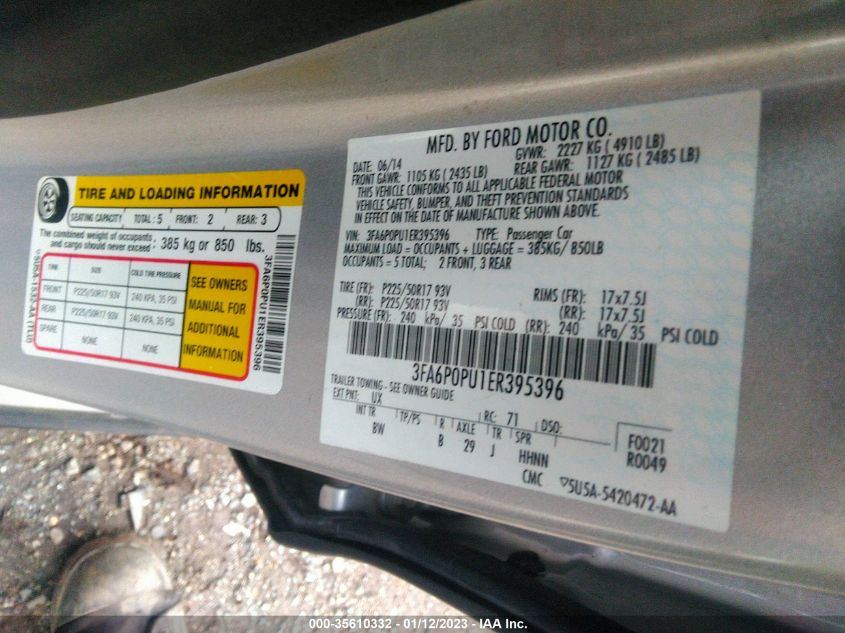 TIRE AND LOADING INFORMATION
SEATING CAPACITY TOTAL : 5 FRONT: 2 REAR: 3
The combined weight of occupants
and cargo should never exceed : 385 kg or 850 lbs.
TIRE SIZE COLD TIRE PRESSURE
FRONT P225/50R17 93V 240 KPA, 35 PSI
REAR P225/50R17 93V 240 KPA, 35 PSI
SPARE NONE NONE
SEE OWNERS
MANUAL FOR
ADDITIONAL
INFORMATION
3FA6P0PU1ER395396
MFD. BY FORD MOTOR CO.
DATE: 06/14 GVWR: 2227 KG ( 4910 LB)
FRONT GAWR: 1105 KG ( 2435 LB) REAR GAWR: 1127 KG ( 2485 LB)
THIS VEHICLE CONFORMS TO ALL APPLICABLE FEDERAL MOTOR
VEHICLE SAFETY, BUMPER, AND THEFT PREVENTION STANDARDS
IN EFFECT ON THE DATE OF MANUFACTURE SHOWN ABOVE.
VIN: 3FA6P0PU1ER395396 TYPE: Passenger Car
MAXIMUM LOAD = OCCUPANTS + LUGGAGE = 385KG/ 850LB
OCCUPANTS = 5 TOTAL; 2 FRONT, 3 REAR
TIRE (FR): P225/50R17 93V RIMS (FR): 17x7.5J
(RR): P225/50R17 93V (RR): 17x7.5J
PRESSURE (FR): 240 kPa/ 35 PSI COLD (RR): 240 kPa/ 35 PSI COLD
3FA6P0PU1ER395396
TRAILER TOWING - SEE OWNER GUIDE
EXT PNT: UX RC: 71 DSO:
INT TR TP/PS R AXLE TR SPR F0021
BW B 29 J HHNN R0049
CMC 5U5A-5420472-AA
000-35610332 - 01/12/2023 - IAA Inc.